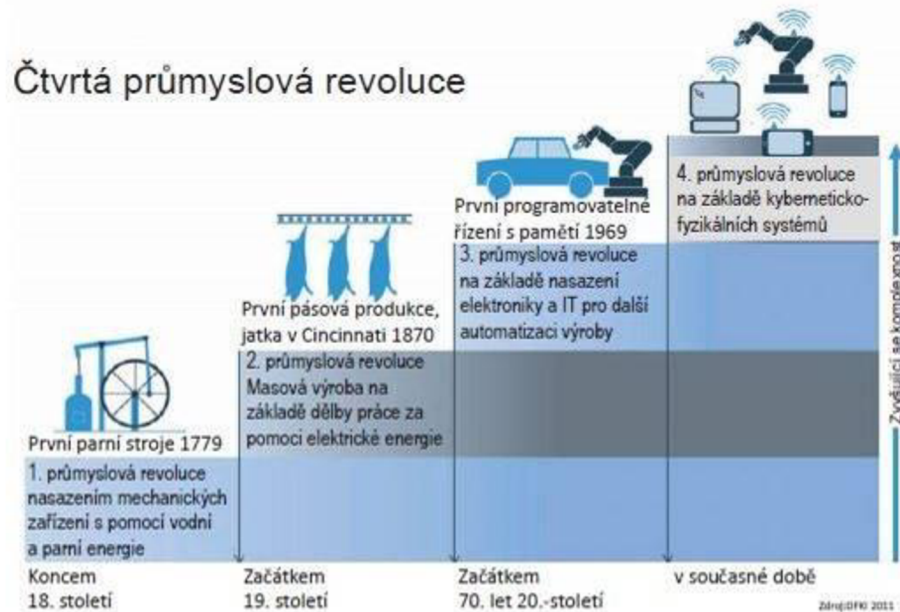 Čtvrtá průmyslová revoluce
4. průmyslová revoluce
na základě kyberneticko-
fyzikálních systémů
První programovatelné
řízení s pamětí 1969
3. průmyslová revoluce
na základě nasazení
elektroniky a IT pro další
automatizaci výroby
První pásová produkce,
jatka v Cincinnati 1870
2. průmyslová revoluce
Masová výroba na
základě dělby práce za
pomoci elektrické energie
První parní stroje 1779
1. průmyslová revoluce
nasazením mechanických
zařízení s pomocí vodní
a parní energie
Zvyšující se komplexnost
Koncem
18. století
Začátkem
19. století
Začátkem
70. let 20.-století
v současné době
Zdroj:DFKI 2011